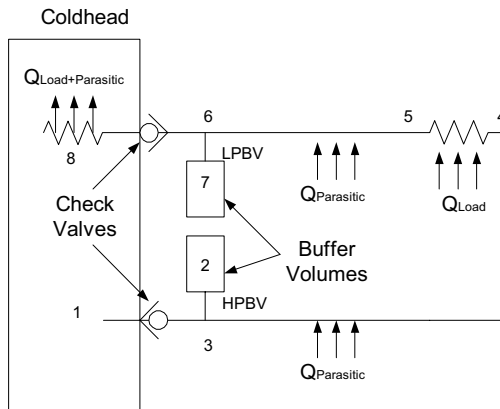 Coldhead
QLoad+Parasitic
8
6
5
4
LPBV
7
QParasitic
QLoad
Check
Valves
Buffer
Volumes
2
HPBV
1
3
QParasitic